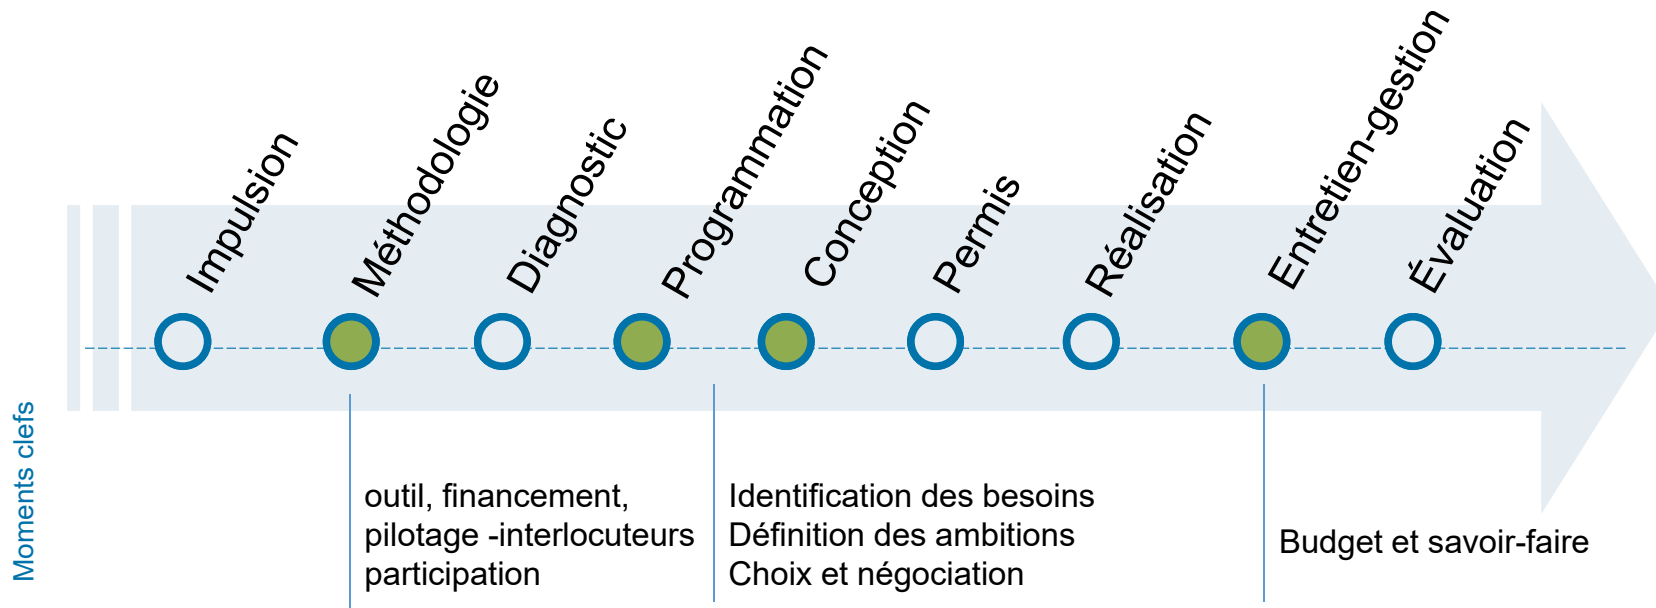 Impulsion
Méthodologie
Diagnostic
Programmation
Conception
Permis
Réalisation
Entretien-gestion
Évaluation
Moments clefs
outil, financement,
pilotage -interlocuteurs
participation
Identification des besoins
Définition des ambitions
Choix et négociation
Budget et savoir-faire